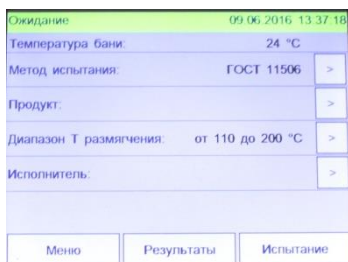 Ожидание 09 06 2016 13 37 18
Температура бани: 24 °C
Метод испытания: ГОСТ 11506 >
Продукт: >
Диапазон Т размягчения: от 110 до 200 °C >
Исполнитель: >
Меню Результаты Испытание